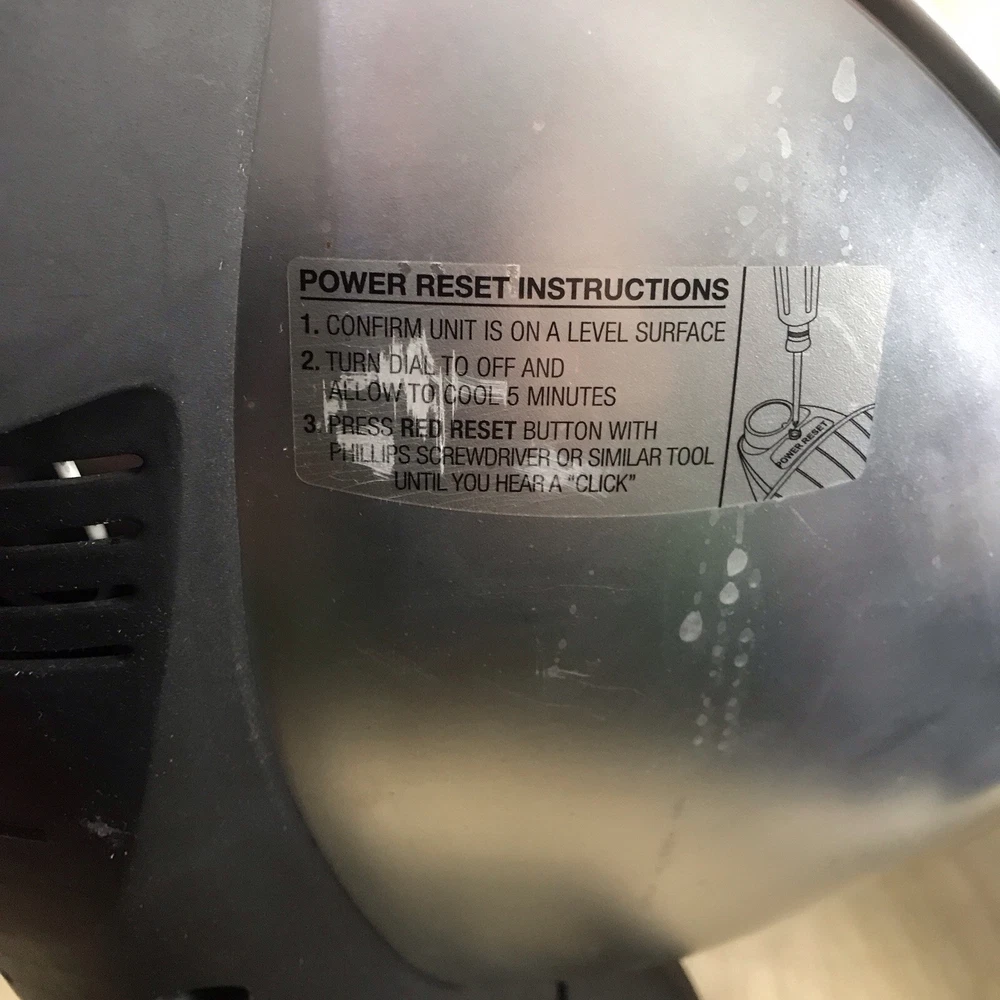 POWER RESET INSTRUCTIONS
1. CONFIRM UNIT IS ON A LEVEL SURFACE
2. TURN DIAL TO OFF AND
ALLOW TO COOL 5 MINUTES
3. PRESS RED RESET BUTTON WITH
PHILLIPS SCREWDRIVER OR SIMILAR TOOL
UNTIL YOU HEAR A “CLICK”
POWER RESET